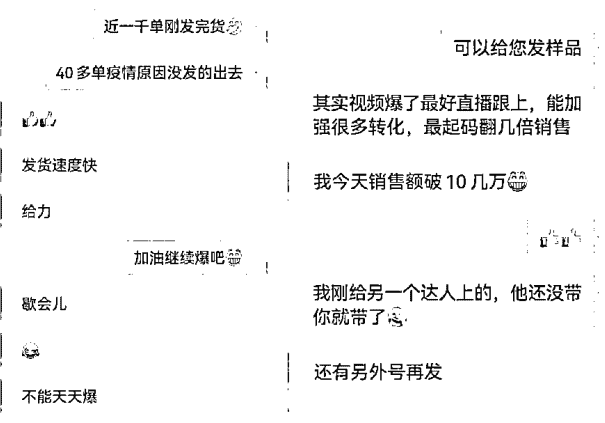 近一千单刚发完货
40多单疫情原因没发的出去
发货速度快
给力
加油继续爆吧
歇会儿
不能天天爆
可以给您发样品
其实视频爆了最好直播跟上，能加
强很多转化，最起码翻几倍销售
我今天销售额破10几万
我刚给另一个达人上的，他还没带
你就带了
还有另外号再发